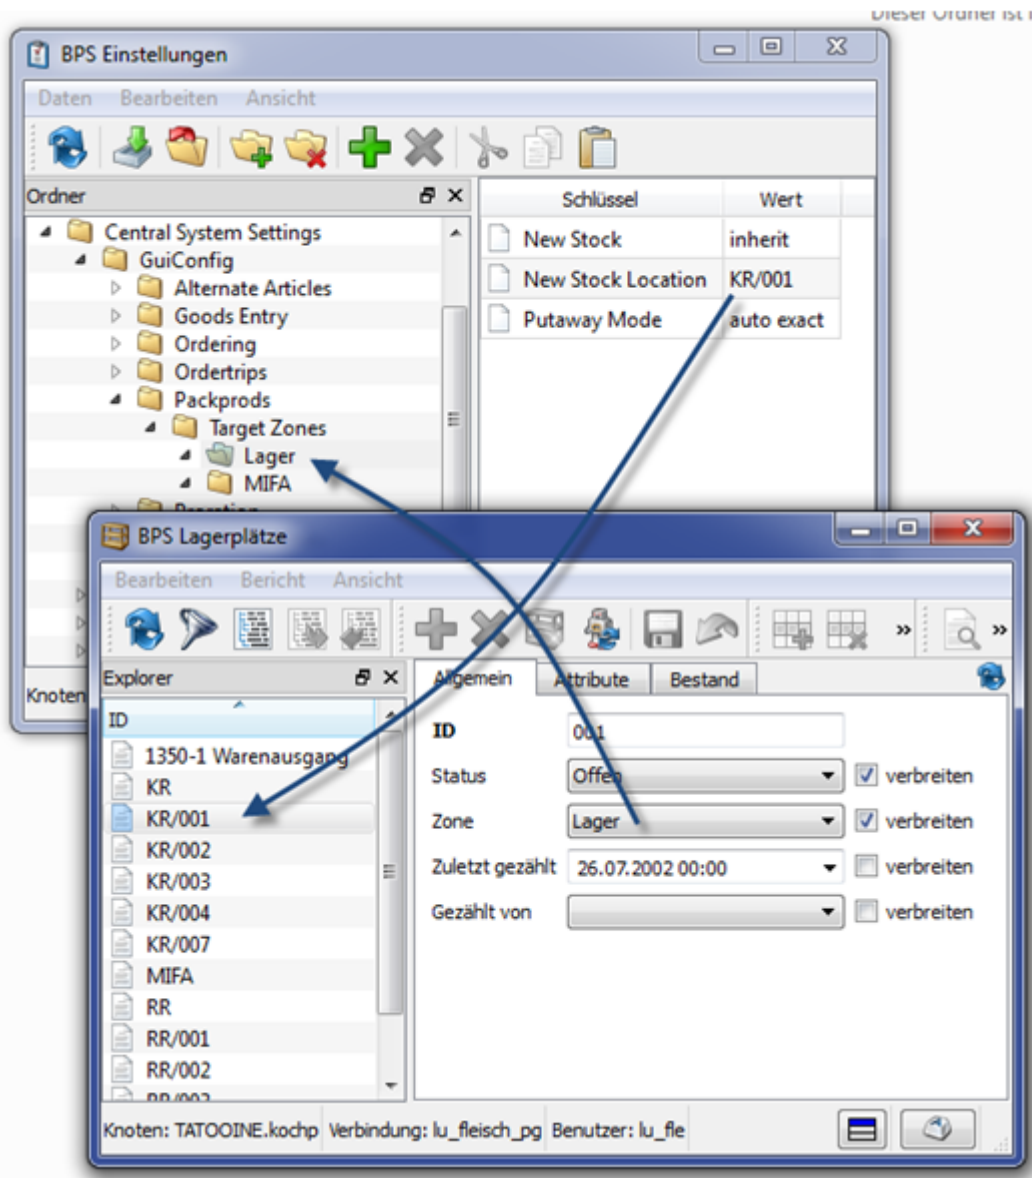 Dieser Ordner ist
BPS Einstellungen
Daten Bearbeiten Ansicht
Ordner
Central System Settings
GuiConfig
Alternate Articles
Goods Entry
Ordering
Ordertrips
Packprods
Target Zones
Lager
MIFA
Schlüssel Wert
New Stock inherit
New Stock Location KR/001
Putaway Mode auto exact
Knoten
BPS Lagerplätze
Bearbeiten Bericht Ansicht
Explorer
ID
1350-1 Warenausgang
KR
KR/001
KR/002
KR/003
KR/004
KR/007
MIFA
RR
RR/001
RR/002
Allgemein Attribute Bestand
ID 001
Status Offen verbreiten
Zone Lager verbreiten
Zuletzt gezählt 26.07.2002 00:00 verbreiten
Gezählt von verbreiten
Knoten: TATOOINE.kochp Verbindung: lu_fleisch_pg Benutzer: lu_fle